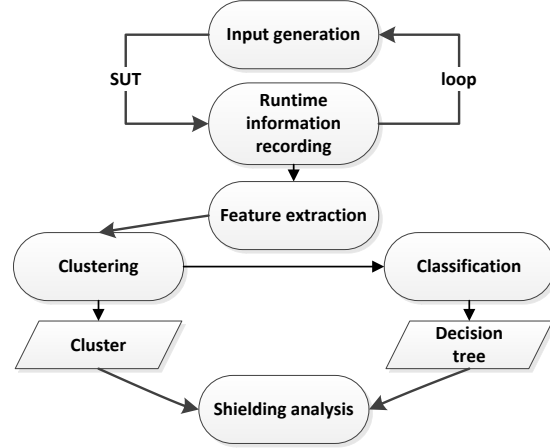 Input generation
SUT
loop
Runtime
information
recording
Feature extraction
Clustering
Classification
Cluster
Decision
tree
Shielding analysis